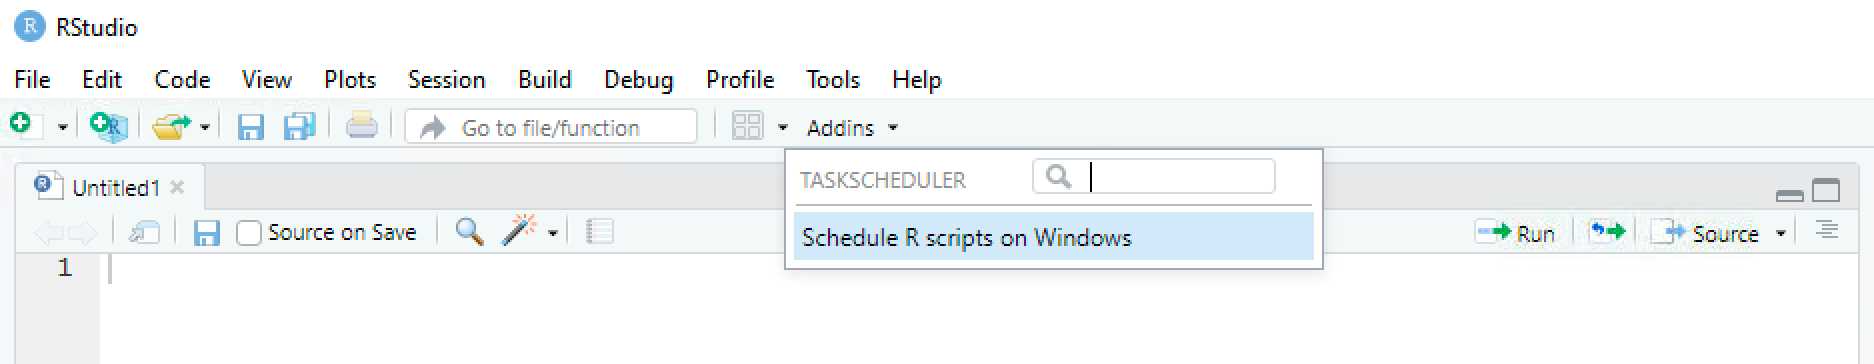 RStudio
File Edit Code View Plots Session Build Debug Profile Tools Help
R Go to file/function Addins
Untitled1
TASKSCHEDULER
Source on Save Run Source
Schedule R scripts on Windows
1